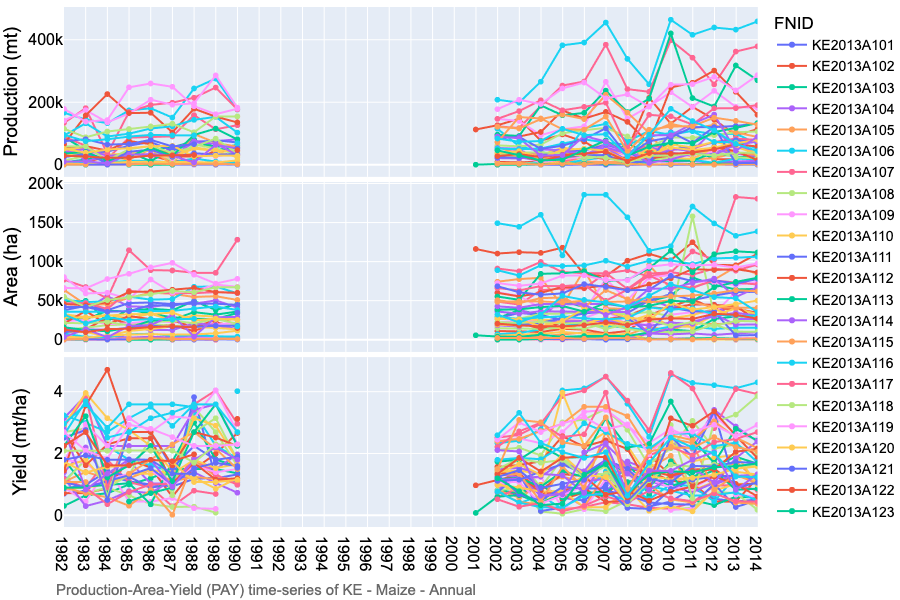 Production (mt)
400k
200k
0
Area (ha)
200k
150k
100k
50k
0
Yield (mt/ha)
4
2
0
1982 1983 1984 1985 1986 1987 1988 1989 1990 1991 1992 1993 1994 1995 1996 1997 1998 1999 2000 2001 2002 2003 2004 2005 2006 2007 2008 2009 2010 2011 2012 2013 2014
Production-Area-Yield (PAY) time-series of KE - Maize - Annual
FNID
KE2013A101
KE2013A102
KE2013A103
KE2013A104
KE2013A105
KE2013A106
KE2013A107
KE2013A108
KE2013A109
KE2013A110
KE2013A111
KE2013A112
KE2013A113
KE2013A114
KE2013A115
KE2013A116
KE2013A117
KE2013A118
KE2013A119
KE2013A120
KE2013A121
KE2013A122
KE2013A123